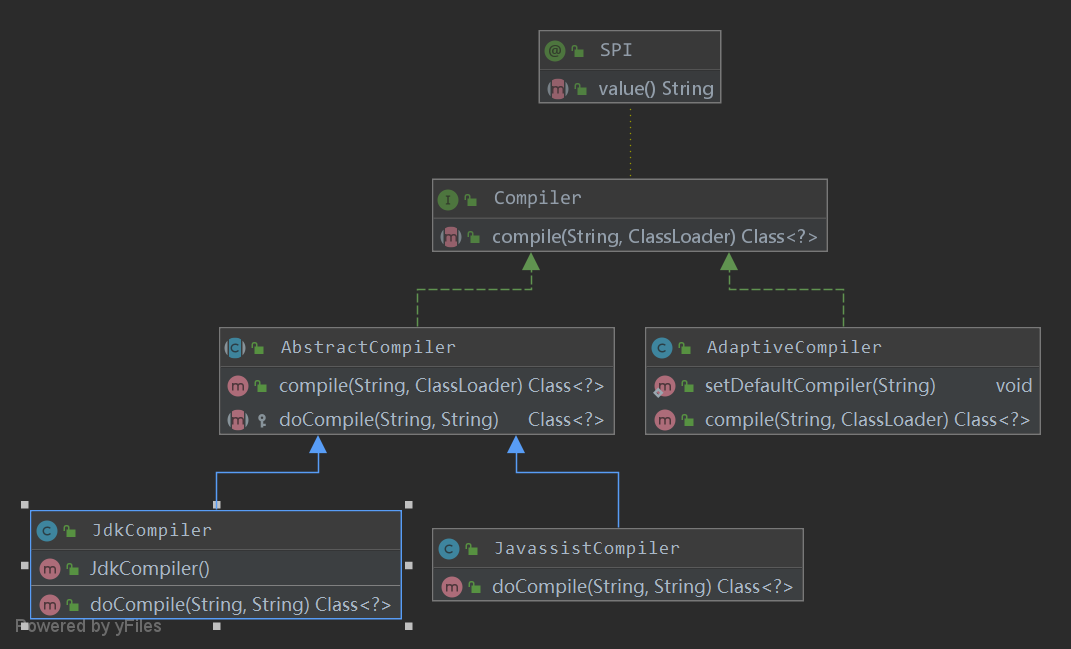 SPI
value() String
Compiler
compile(String, ClassLoader) Class<?>
AbstractCompiler
compile(String, ClassLoader) Class<?>
doCompile(String, String) Class<?>
AdaptiveCompiler
setDefaultCompiler(String) void
compile(String, ClassLoader) Class<?>
JdkCompiler
JdkCompiler()
doCompile(String, String) Class<?>
JavassistCompiler
doCompile(String, String) Class<?>
Powered by yFiles